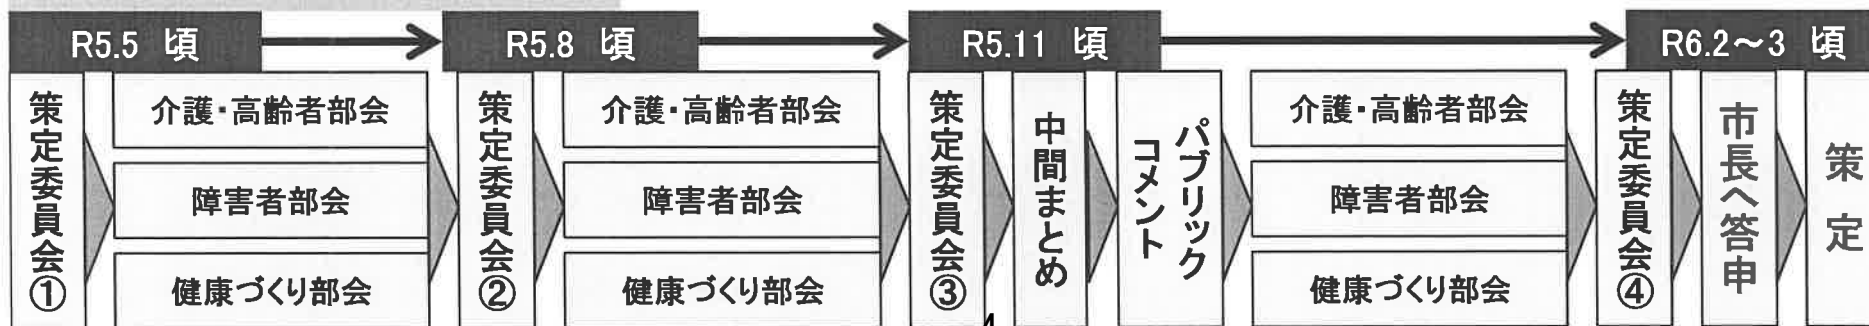 R5.5 頃
R5.8 頃
R5.11 頃
R6.2～3 頃
策定委員会①
介護・高齢者部会
障害者部会
健康づくり部会
策定委員会②
介護・高齢者部会
障害者部会
健康づくり部会
策定委員会③
中間まとめ
パブリック
コメント
介護・高齢者部会
障害者部会
健康づくり部会
策定委員会④
市長へ答申
策定